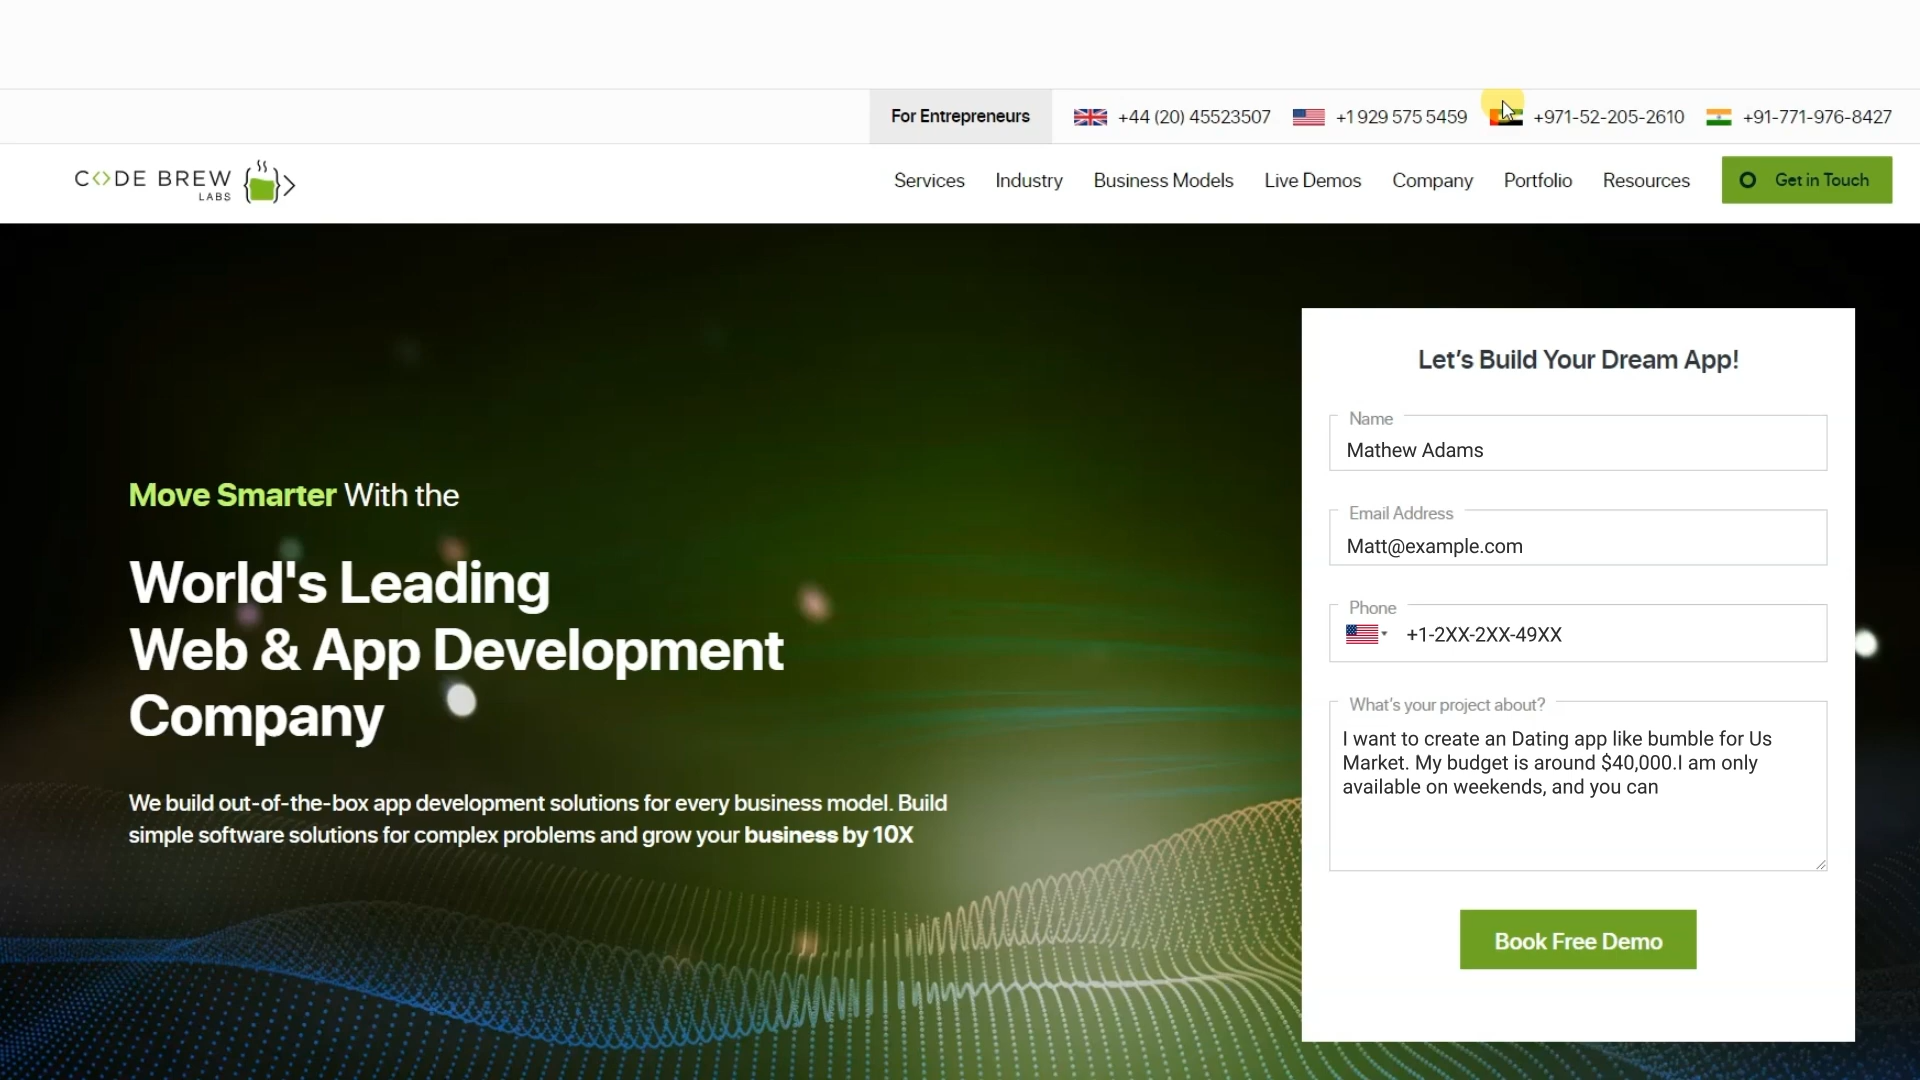 For Entrepreneurs
+44 (20) 45523507
+1 929 575 5459
+971-52-205-2610
+91-771-976-8427
C<>DE BREW
LABS
Services
Industry
Business Models
Live Demos
Company
Portfolio
Resources
Get in Touch
Move Smarter With the
World's Leading
Web & App Development
Company
We build out-of-the-box app development solutions for every business model. Build
simple software solutions for complex problems and grow your business by 10X
Let's Build Your Dream App!
Name
Mathew Adams
Email Address
Matt@example.com
Phone
+1-2XX-2XX-49XX
What's your project about?
I want to create an Dating app like bumble for Us
Market. My budget is around $40,000.I am only
available on weekends, and you can
Book Free Demo